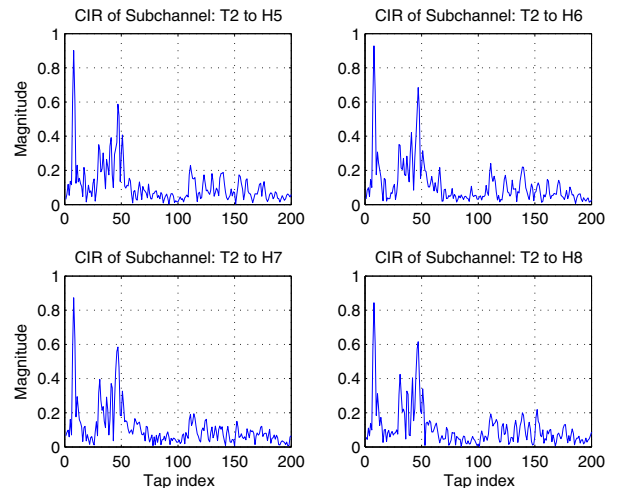 CIR of Subchannel: T2 to H5
CIR of Subchannel: T2 to H6
1
0.8
0.6
0.4
0.2
0
Magnitude
0 50 100 150 200
1
0.8
0.6
0.4
0.2
0
0 50 100 150 200
CIR of Subchannel: T2 to H7
CIR of Subchannel: T2 to H8
1
0.8
0.6
0.4
0.2
0
Magnitude
0 50 100 150 200
Tap index
1
0.8
0.6
0.4
0.2
0
0 50 100 150 200
Tap index